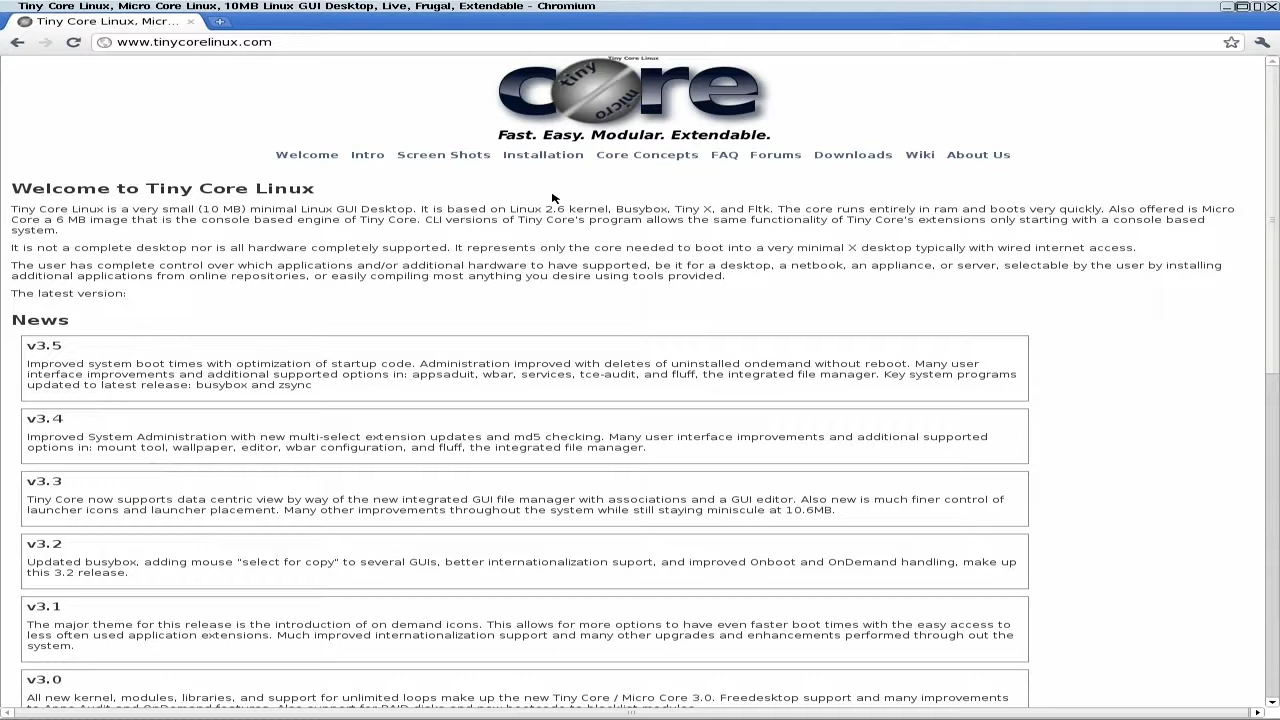 Tiny Core Linux, Micro Core Linux, 10MB Linux GUI Desktop, Live, Frugal, Extendable - Chromium
Tiny Core Linux, Micr...
www.tinycorelinux.com
Tiny Core Linux
core
tiny
micro
Fast. Easy. Modular. Extendable.
Welcome Intro Screen Shots Installation Core Concepts FAQ Forums Downloads Wiki About Us
Welcome to Tiny Core Linux
Tiny Core Linux is a very small (10 MB) minimal Linux GUI Desktop. It is based on Linux 2.6 kernel, Busybox, Tiny X, and Fltk. The core runs entirely in ram and boots very quickly. Also offered is Micro
Core a 6 MB image that is the console based engine of Tiny Core. CLI versions of Tiny Core's program allows the same functionality of Tiny Core's extensions only starting with a console based
system.
It is not a complete desktop nor is all hardware completely supported. It represents only the core needed to boot into a very minimal X desktop typically with wired internet access.
The user has complete control over which applications and/or additional hardware to have supported, be it for a desktop, a netbook, an appliance, or server, selectable by the user by installing
additional applications from online repositories, or easily compiling most anything you desire using tools provided.
The latest version:
News
v3.5
Improved system boot times with optimization of startup code. Administration improved with deletes of uninstalled ondemand without reboot. Many user
interface improvements and additional supported options in: appsaduit, wbar, services, tce-audit, and fluff, the integrated file manager. Key system programs
updated to latest release: busybox and zsync
v3.4
Improved System Administration with new multi-select extension updates and md5 checking. Many user interface improvements and additional supported
options in: mount tool, wallpaper, editor, wbar configuration, and fluff, the integrated file manager.
v3.3
Tiny Core now supports data centric view by way of the new integrated GUI file manager with associations and a GUI editor. Also new is much finer control of
launcher icons and launcher placement. Many other improvements throughout the system while still staying miniscule at 10.6MB.
v3.2
Updated busybox, adding mouse "select for copy" to several GUIs, better internationalization suport, and improved Onboot and OnDemand handling, make up
this 3.2 release.
v3.1
The major theme for this release is the introduction of on demand icons. This allows for more options to have even faster boot times with the easy access to
less often used application extensions. Much improved internationalization support and many other upgrades and enhancements performed through out the
system.
v3.0
All new kernel, modules, libraries, and support for unlimited loops make up the new Tiny Core / Micro Core 3.0. Freedesktop support and many improvements
to Apps Audit and OnDemand features. Also support for RAID disks and new bootcode to blacklist modules.